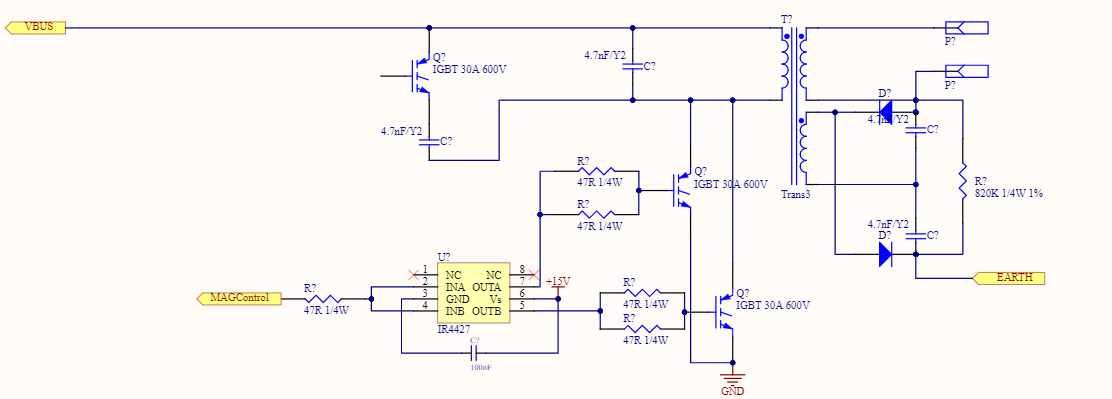 VBUS
T?
P?
Q?
IGBT 30A 600V
4.7nF/Y2
C?
P?
4.7nF/Y2
C?
D?
4.7nF/Y2
C?
R?
47R 1/4W
Q?
IGBT 30A 600V
Trans3
R?
820K 1/4W 1%
R?
47R 1/4W
4.7nF/Y2
C?
D?
U?
1 NC NC 8
2 INA OUTA 7
3 GND Vs 6
4 INB OUTB 5
IR4427
+15V
EARTH
MAGControl
R?
47R 1/4W
R?
47R 1/4W
Q?
IGBT 30A 600V
R?
47R 1/4W
C?
100nF
GND